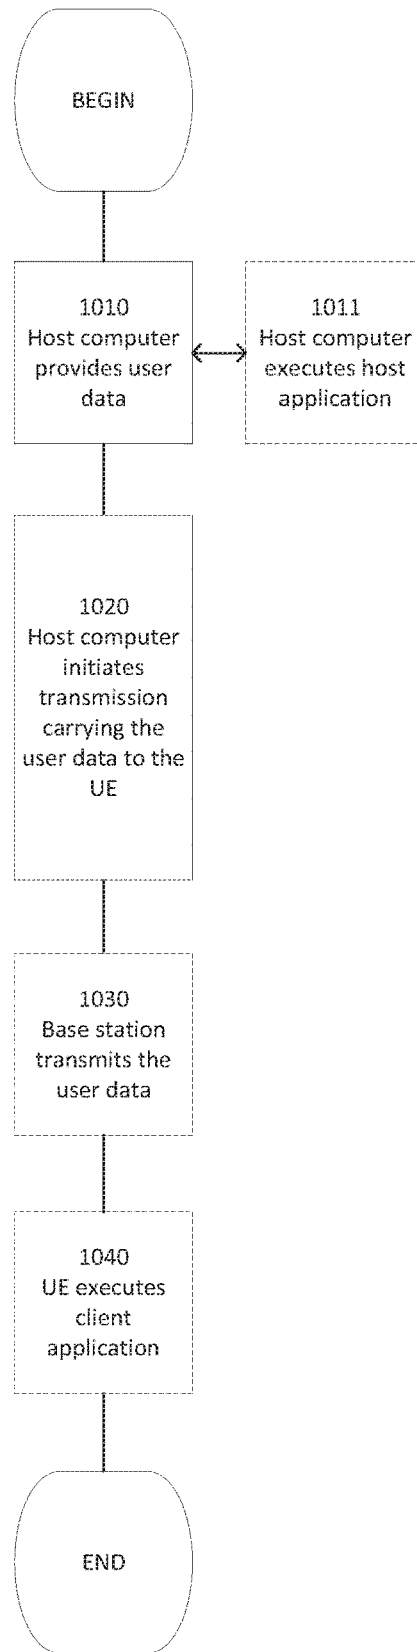 BEGIN
1010
Host computer
provides user
data
1011
Host computer
executes host
application
1020
Host computer
initiates
transmission
carrying the
user data to the
UE
1030
Base station
transmits the
user data
1040
UE executes
client
application
END